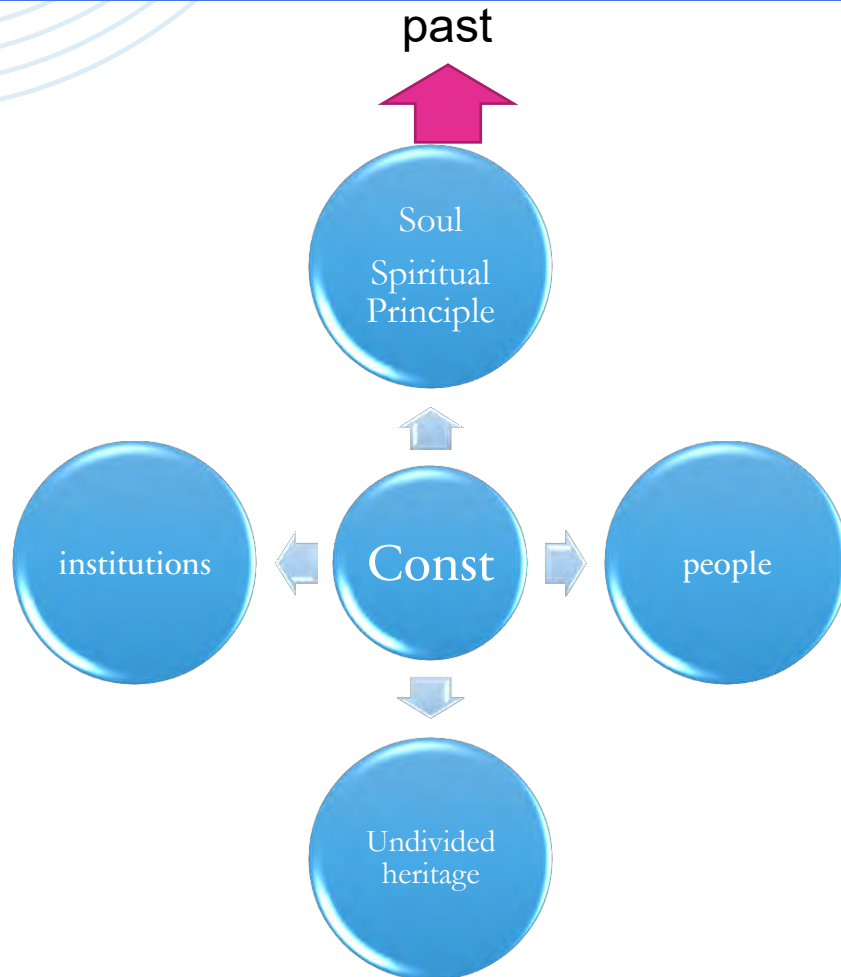 past
Soul
Spiritual
Principle
institutions
Const
people
Undivided
heritage